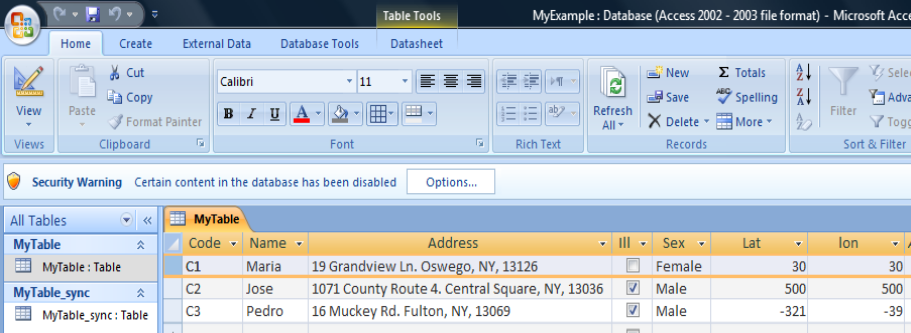 Table Tools MyExample : Database (Access 2002 - 2003 file format) - Microsoft Acce
Home Create External Data Database Tools Datasheet
View Paste Cut Copy Format Painter
Calibri 11
B I U A
Refresh All New Save Delete Σ Totals Spelling More
Filter Selec Adva Togg
Views Clipboard Font Rich Text Records Sort & Filter
Security Warning Certain content in the database has been disabled Options...
All Tables MyTable
MyTable Code Name Address Ill Sex Lat lon
MyTable : Table C1 Maria 19 Grandview Ln. Oswego, NY, 13126 Female 30 30
MyTable_sync C2 Jose 1071 County Route 4. Central Square, NY, 13036 Male 500 500
MyTable_sync : Table C3 Pedro 16 Muckey Rd. Fulton, NY, 13069 Male -321 -39